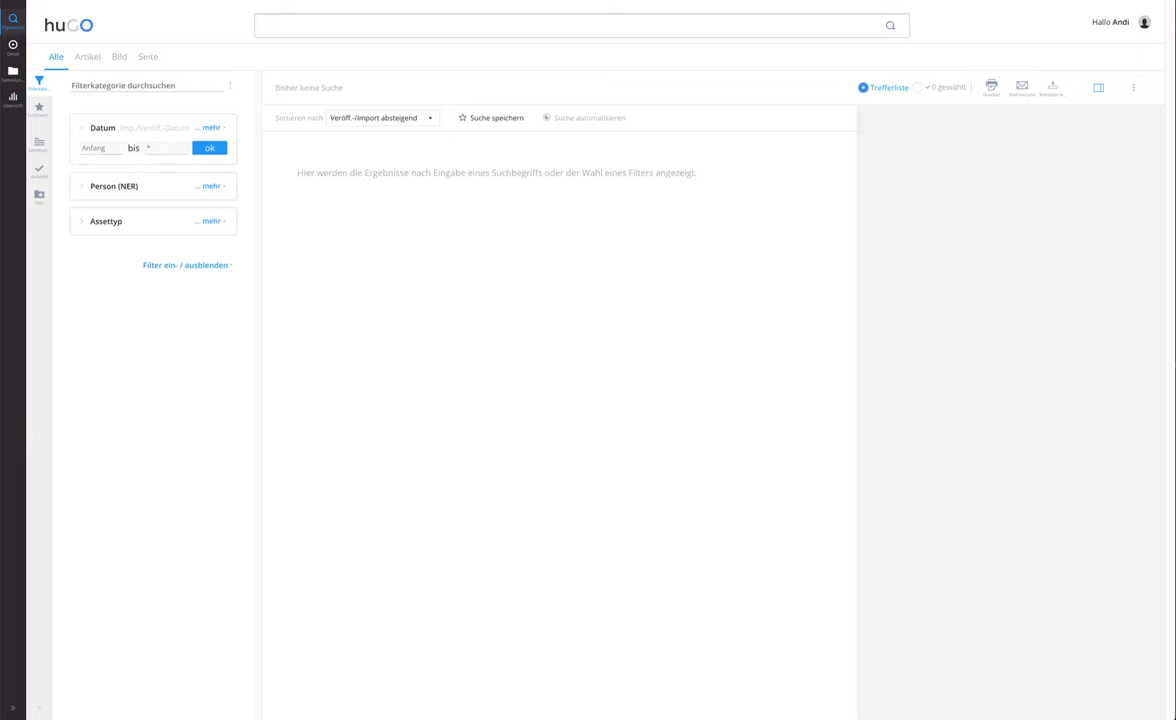 huGO
Hallo Andi
Alle Artikel Bild Seite
Filterkategorie durchsuchen
Bisher keine Suche
Trefferliste
0 gewählt
Drucken
Datum Imp./Veröff.-Datum ... mehr
Anfang bis * ok
Sortieren nach Veröff.-/Import absteigend Suche speichern Suche automatisieren
Hier werden die Ergebnisse nach Eingabe eines Suchbegriffs oder der Wahl eines Filters angezeigt.
Person (NER) ... mehr
Assettyp ... mehr
Filter ein- / ausblenden